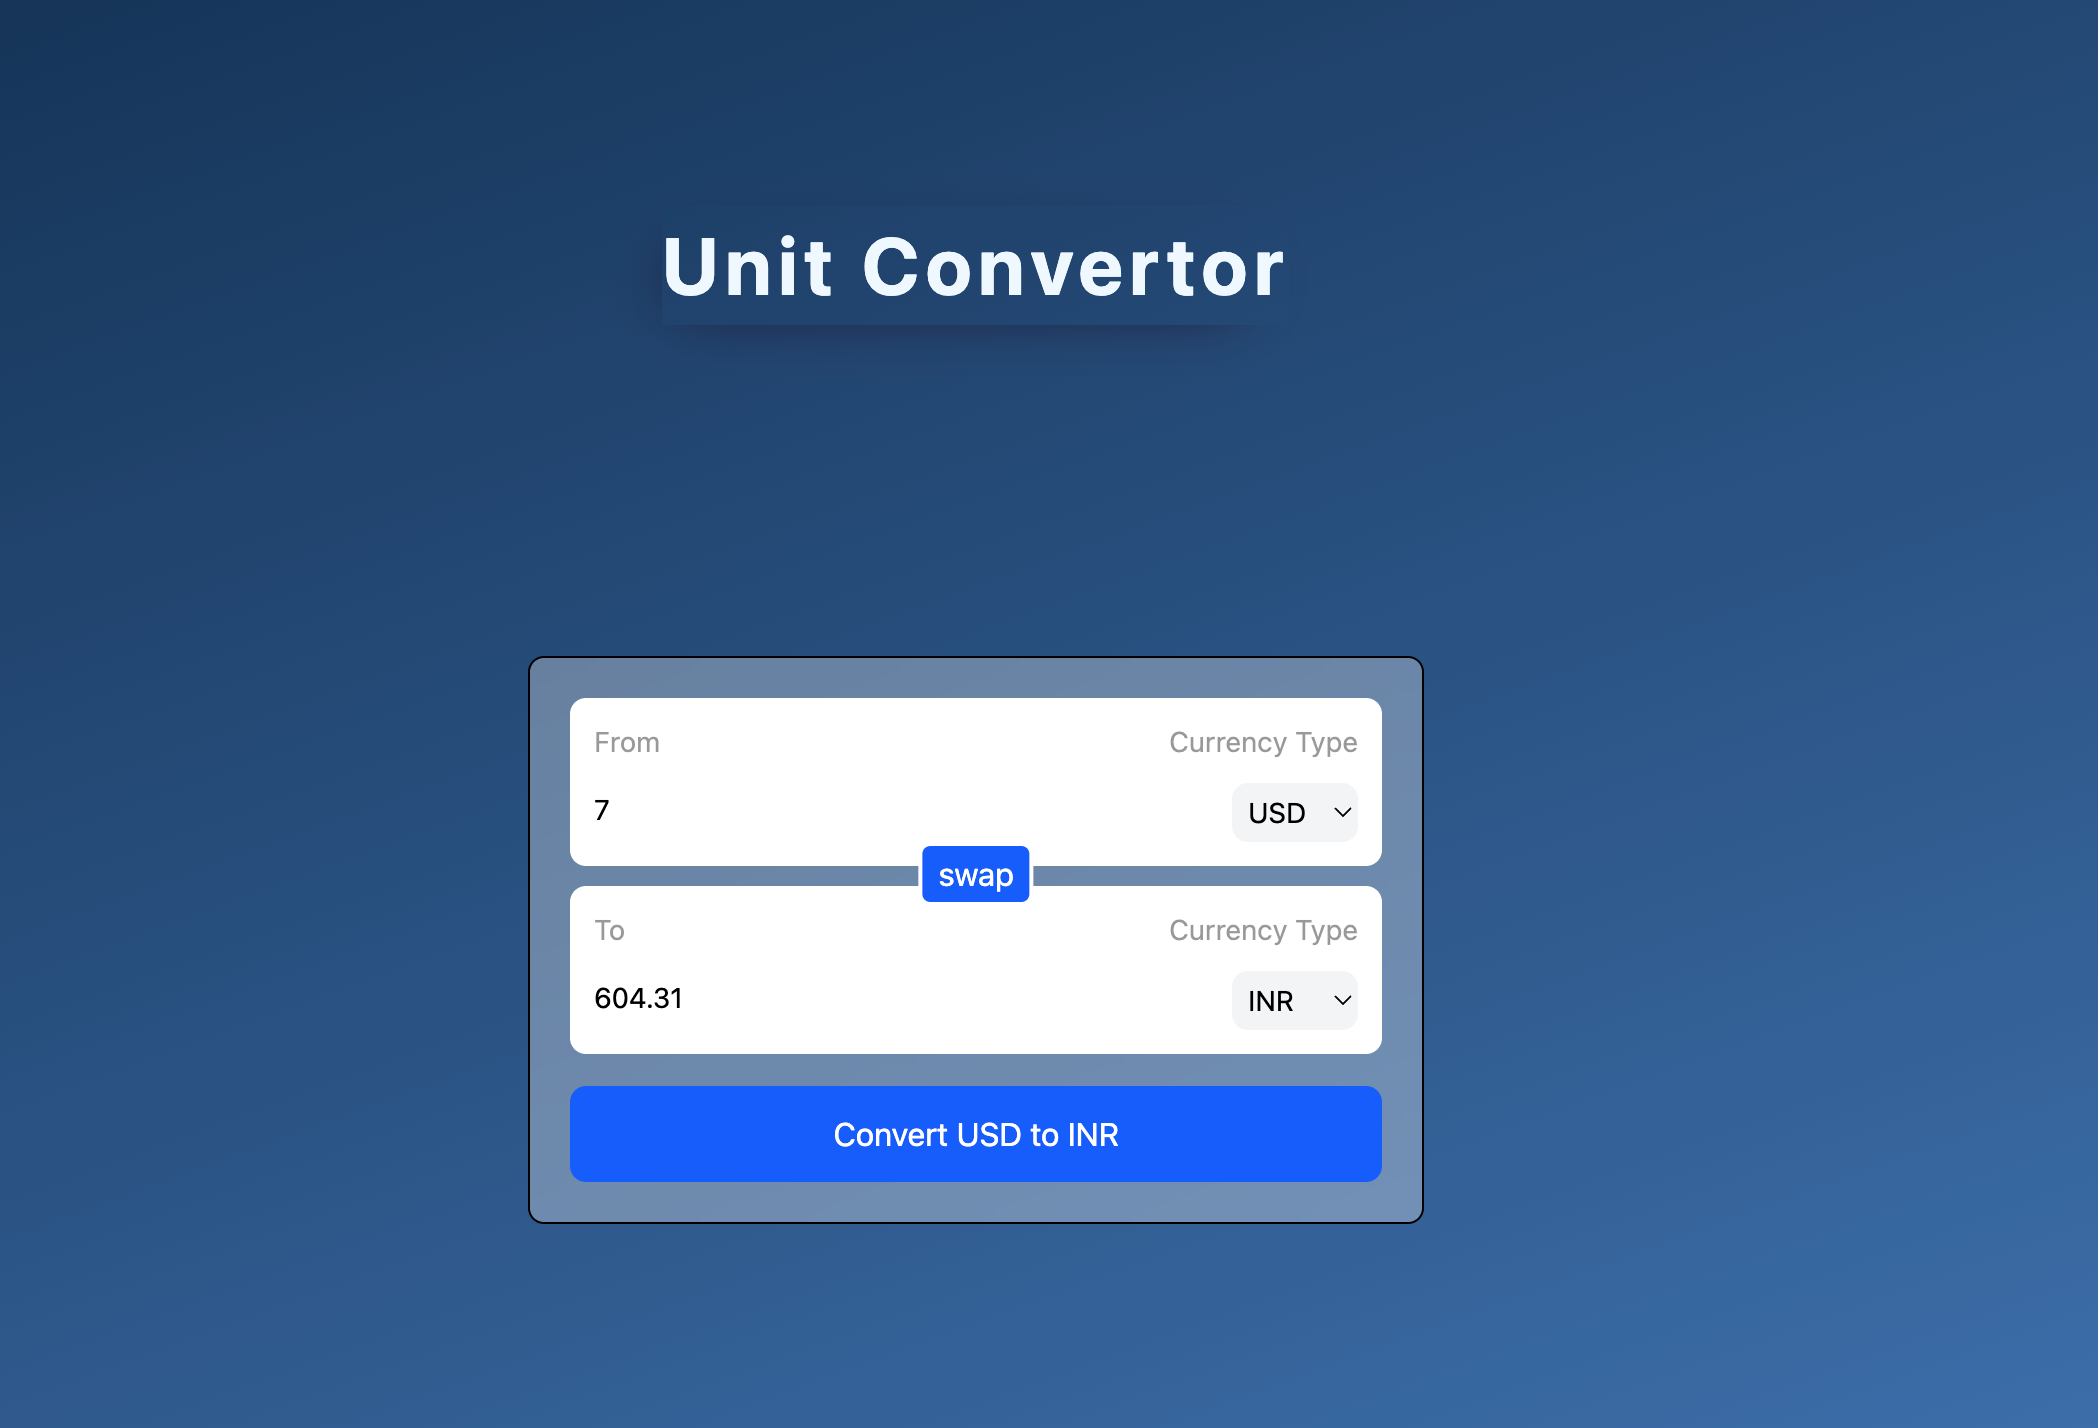 Unit Convertor
From Currency Type
7 USD
swap
To Currency Type
604.31 INR
Convert USD to INR